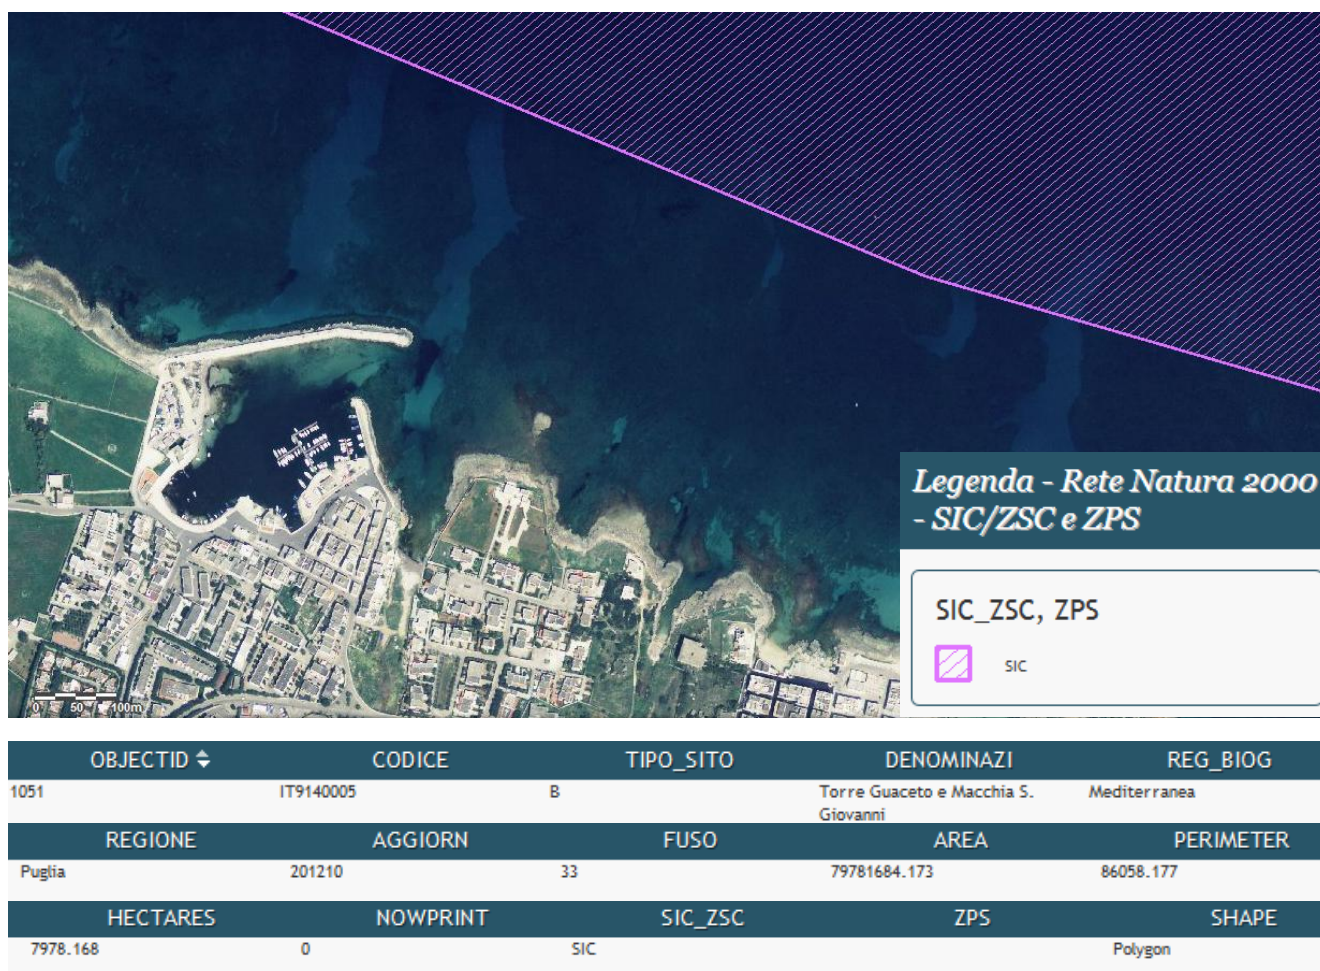 Legenda - Rete Natura 2000
- SIC/ZSC e ZPS
SIC_ZSC, ZPS
SIC
0 50 100m
OBJECTID CODICE TIPO_SITO DENOMINAZI REG_BIOG
1051 IT9140005 B Torre Guaceto e Macchia S. Mediterranea
Giovanni
REGIONE AGGIORN FUSO AREA PERIMETER
Puglia 201210 33 79781684.173 86058.177
HECTARES NOWPRINT SIC_ZSC ZPS SHAPE
7978.168 0 SIC Polygon